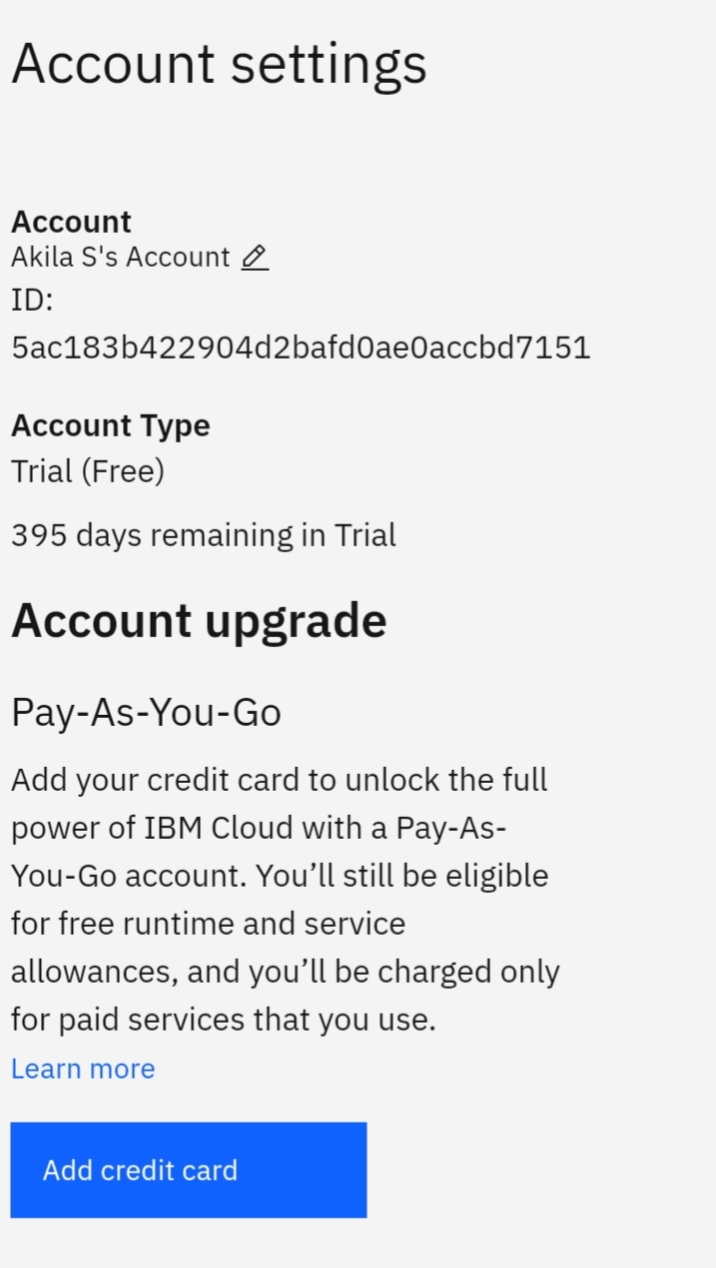 Account settings
Account
Akila S's Account
ID:
5ac183b422904d2bafd0ae0accbd7151
Account Type
Trial (Free)
395 days remaining in Trial
Account upgrade
Pay-As-You-Go
Add your credit card to unlock the full
power of IBM Cloud with a Pay-As-
You-Go account. You’ll still be eligible
for free runtime and service
allowances, and you’ll be charged only
for paid services that you use.
Learn more
Add credit card